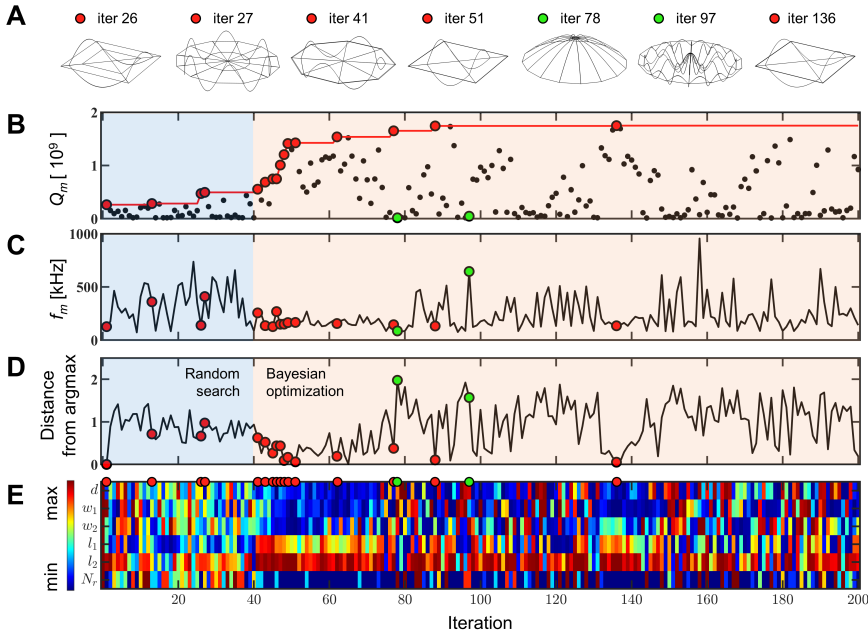 A
iter 26
iter 27
iter 41
iter 51
iter 78
iter 97
iter 136
B
Q_m [ 10^9 ]
2
1
0
C
f_m [kHz]
1000
500
0
D
Distance
from argmax
2
1
0
Random
search
Bayesian
optimization
E
max
min
d
w_1
w_2
l_1
l_2
N_r
20 40 60 80 100 120 140 160 180 200
Iteration